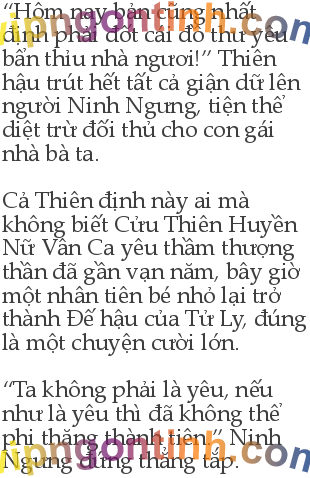 “Hôm nay bản cung nhất
định phải đốt cái đồ thứ yêu
bẩn thỉu nhà ngươi!” Thiên
hậu trút hết tất cả giận dữ lên
người Ninh Ngưng, tiện thể
diệt trừ đối thủ cho con gái
nhà bà ta.
Cả Thiên định này ai mà
không biết Cửu Thiên Huyền
Nữ Vân Ca yêu thầm thượng
thần đã gần vạn năm, bây giờ
một nhân tiên bé nhỏ lại trở
thành Đế hậu của Tử Ly, đúng
là một chuyện cười lớn.
“Ta không phải là yêu, nếu
như là yêu thì đã không thể
phi thăng thành tiên.” Ninh
Ngưng đứng thẳng tắp.
vipngontinh.com
vipngontinh.com